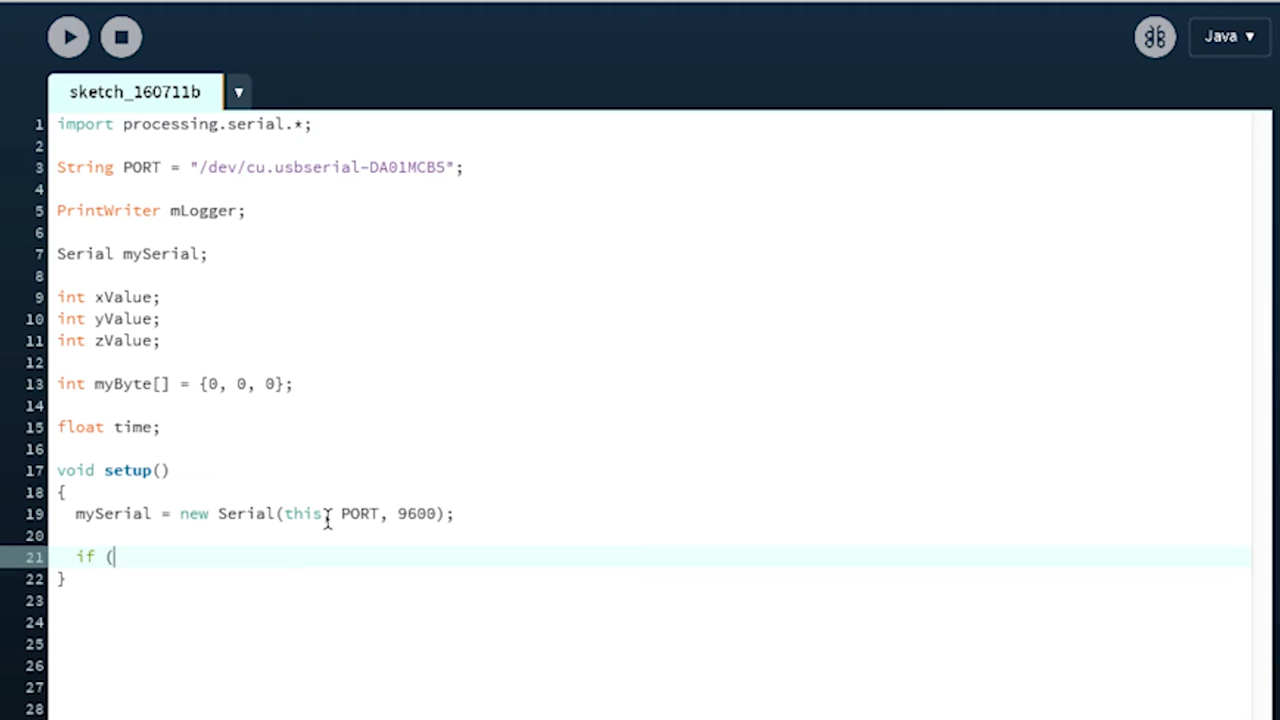 Java ▼
sketch_160711b ▼
1 import processing.serial.*;
2
3 String PORT = "/dev/cu.usbserial-DA01MCB5";
4
5 PrintWriter mLogger;
6
7 Serial mySerial;
8
9 int xValue;
10 int yValue;
11 int zValue;
12
13 int myByte[] = {0, 0, 0};
14
15 float time;
16
17 void setup()
18 {
19 mySerial = new Serial(this, PORT, 9600);
20
21 if (
22 }
23
24
25
26
27
28